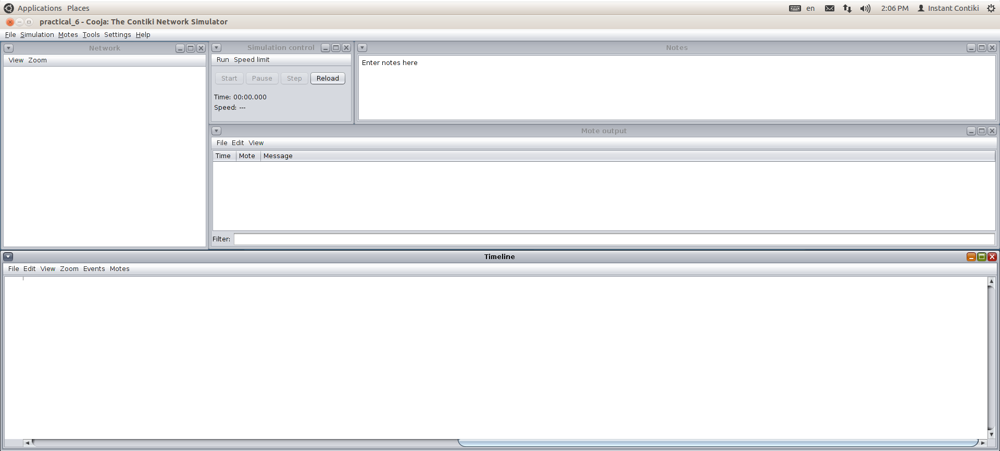 Applications Places en 2:06 PM Instant Contiki
practical_6 - Cooja: The Contiki Network Simulator
File Simulation Motes Tools Settings Help
Network
View Zoom
Simulation control
Run Speed limit
Start Pause Step Reload
Time: 00:00.000
Speed: ---
Notes
Enter notes here
Mote output
File Edit View
Time Mote Message
Filter:
Timeline
File Edit View Zoom Events Motes